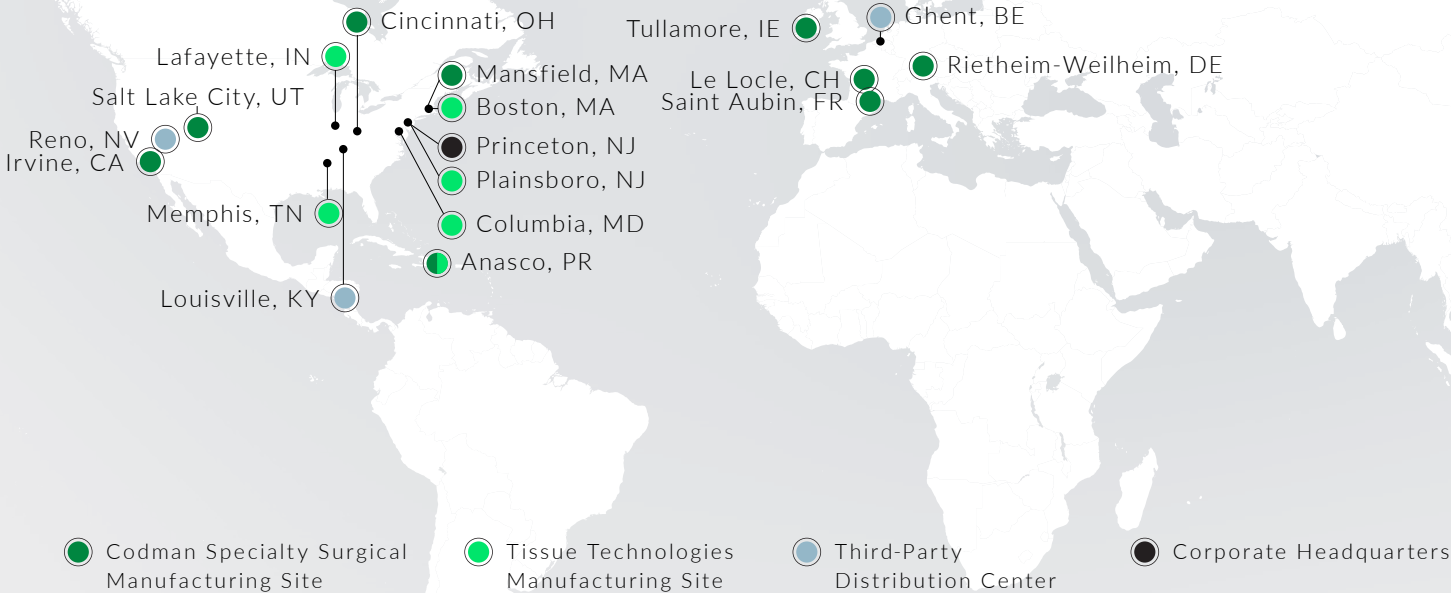 Cincinnati, OH
Lafayette, IN
Mansfield, MA
Salt Lake City, UT
Boston, MA
Reno, NV
Princeton, NJ
Irvine, CA
Plainsboro, NJ
Memphis, TN
Columbia, MD
Anasco, PR
Louisville, KY
Ghent, BE
Tullamore, IE
Rietheim-Weilheim, DE
Le Locle, CH
Saint Aubin, FR
Codman Specialty Surgical
Manufacturing Site
Tissue Technologies
Manufacturing Site
Third-Party
Distribution Center
Corporate Headquarters